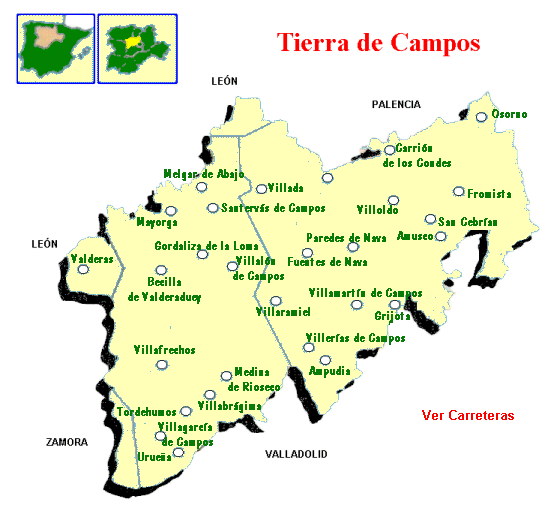 Tierra de Campos
LEÓN
PALENCIA
Osorno
Carrión
de los Condes
Melgar de Abajo
Villada
Fromista
Villoldo
Santervás de Campos
Mayorga
San Cebrían
Amusco
Paredes de Nava
LEÓN
Gordaliza de la Loma
Valderas
Villalón
de Campos
Fuentes de Nava
Becilla
de Valderaduey
Villamartín de Campos
Villaramiel
Grijota
Villerías de Campos
Villafrechos
Ampudia
Medina
de Rioseco
Villabrágima
Tordehumos
Ver Carreteras
Villagarcía
de Campos
ZAMORA
Urueña
VALLADOLID